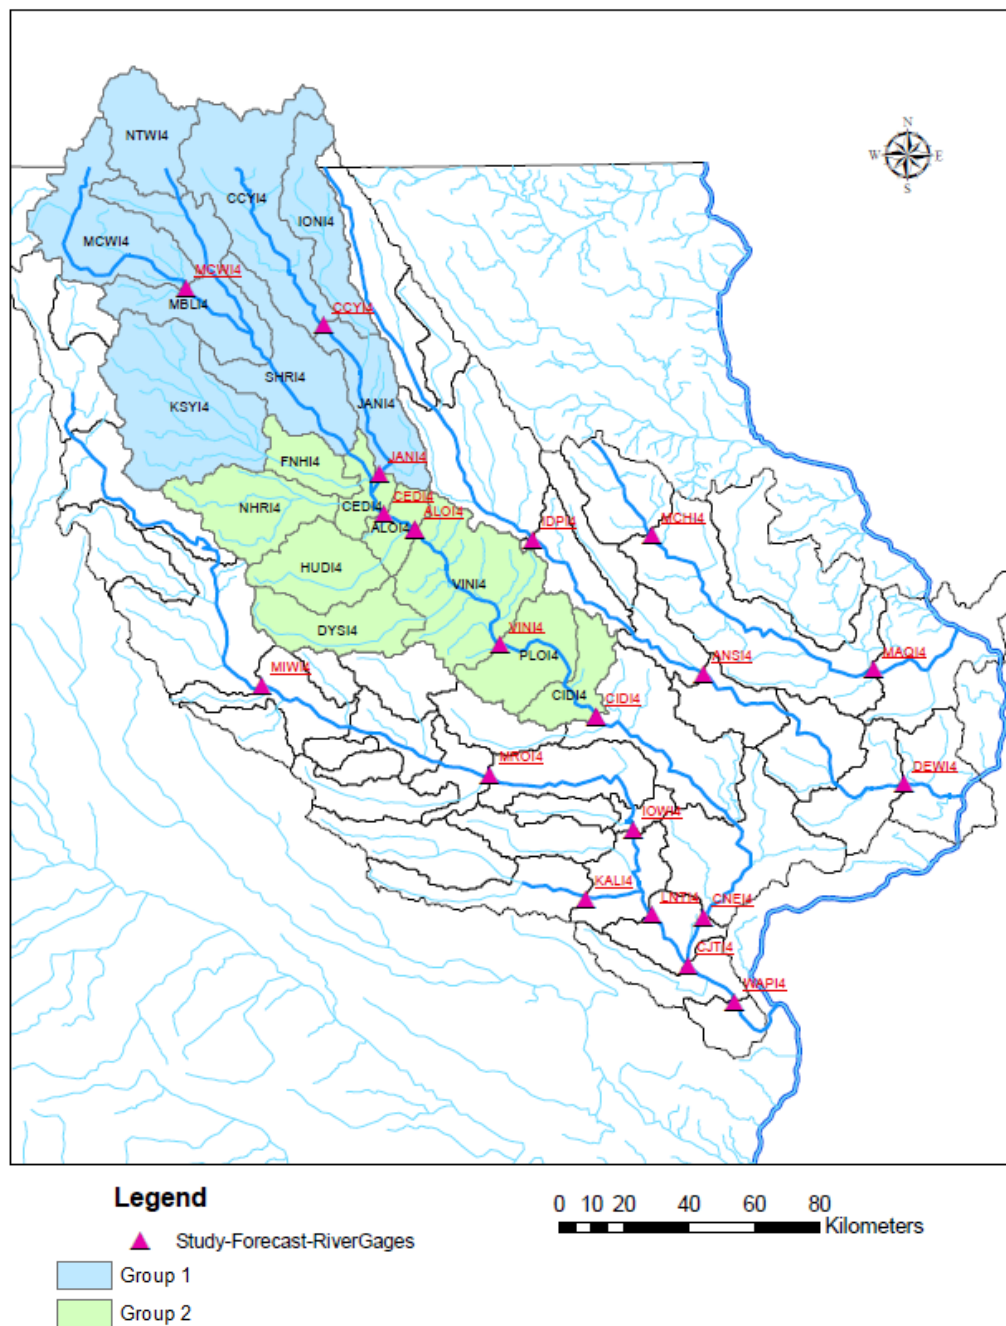 NTWI4
N
W E
S
CCYI4
IONI4
MCWI4
MCWI4
MBLI4
CCYI4
SHRI4
KSYI4
JANI4
JANI4
FNHI4
CEDI4
NHRI4
CEDI4
ALOI4
ALOI4
IDPI4
MCHI4
HUDI4
VINI4
DYSI4
VINI4
PLOI4
MIWI4
ANSI4
MAQI4
CIDI4
CIDI4
MROI4
DEWI4
IOWI4
KALI4
LNTI4
CNEI4
CJTI4
WAPI4
Legend
0 10 20 40 60 80
Kilometers
Study-Forecast-RiverGages
Group 1
Group 2